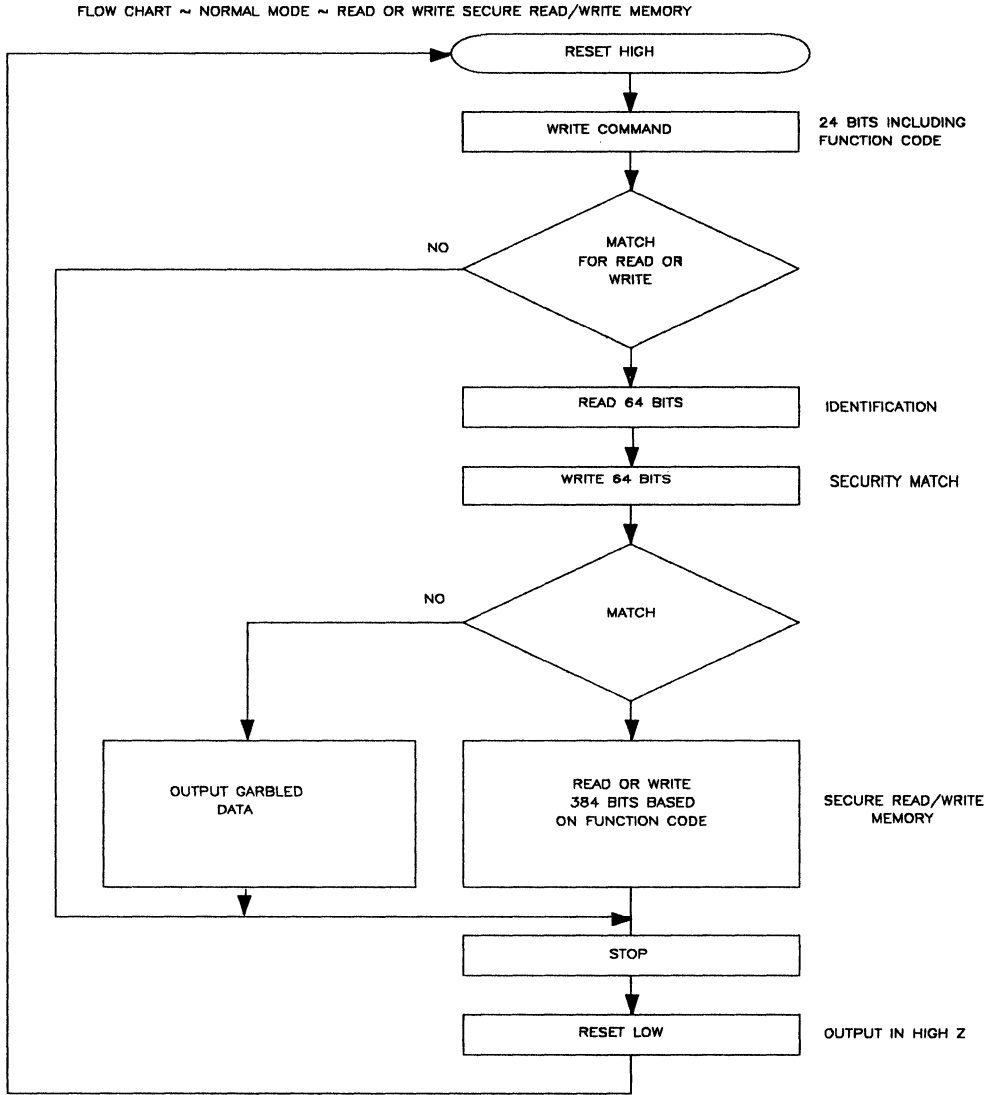 FLOW CHART ~ NORMAL MODE ~ READ OR WRITE SECURE READ/WRITE MEMORY
RESET HIGH
WRITE COMMAND
24 BITS INCLUDING
FUNCTION CODE
NO
MATCH
FOR READ OR
WRITE
READ 64 BITS
IDENTIFICATION
WRITE 64 BITS
SECURITY MATCH
NO
MATCH
OUTPUT GARBLED
DATA
READ OR WRITE
384 BITS BASED
ON FUNCTION CODE
SECURE READ/WRITE
MEMORY
STOP
RESET LOW
OUTPUT IN HIGH Z